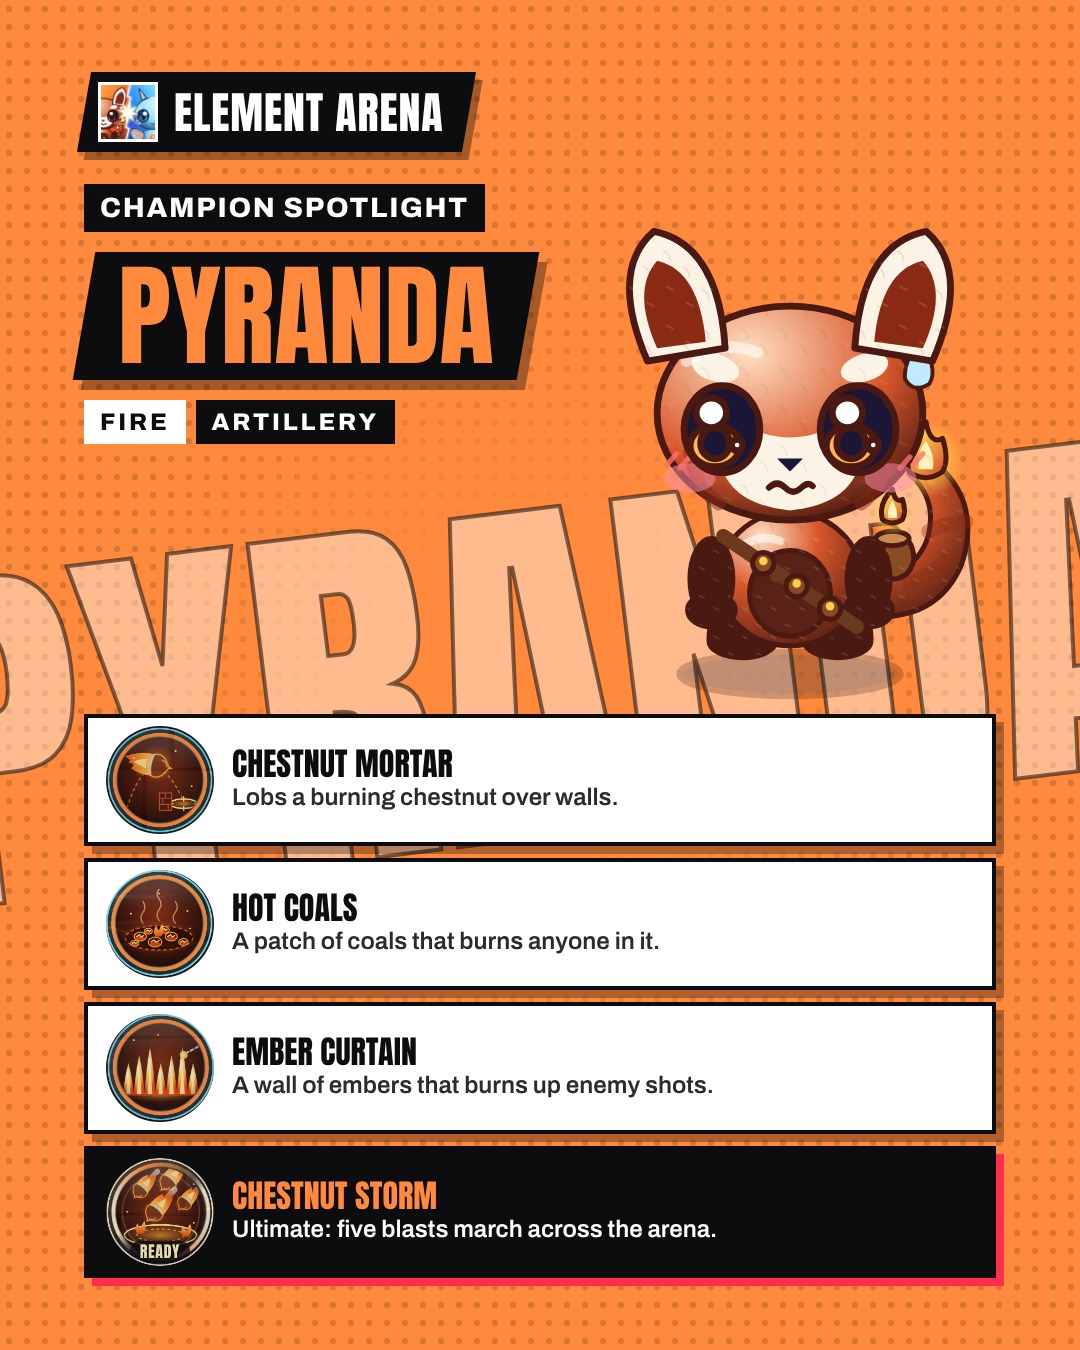 ELEMENT ARENA
CHAMPION SPOTLIGHT
PYRANDA
FIRE
ARTILLERY
PYRANDA
CHESTNUT MORTAR
Lobs a burning chestnut over walls.
HOT COALS
A patch of coals that burns anyone in it.
EMBER CURTAIN
A wall of embers that burns up enemy shots.
READY
CHESTNUT STORM
Ultimate: five blasts march across the arena.